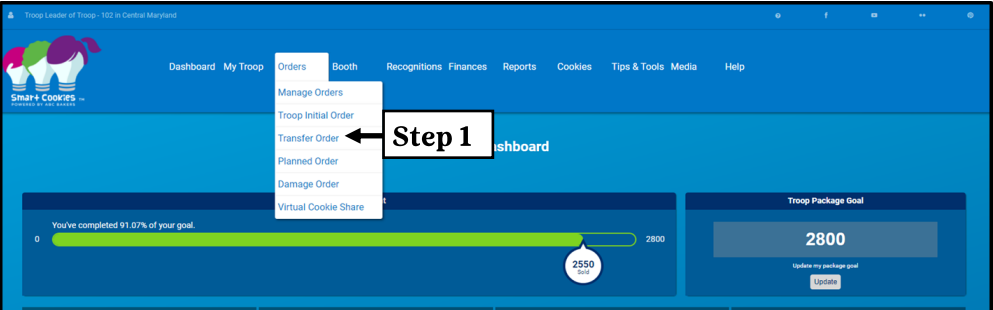 Troop Leader of Troop - 102 in Central Maryland
Smart Cookies TM
POWERED BY ABC BAKERS
Dashboard My Troop Orders Booth Recognitions Finances Reports Cookies Tips & Tools Media Help
Manage Orders
Troop Initial Order
Transfer Order
Planned Order
Damage Order
Virtual Cookie Share
Step 1
shboard
t
You've completed 91.07% of your goal.
0
2800
2550
Sold
Troop Package Goal
2800
Update my package goal
Update